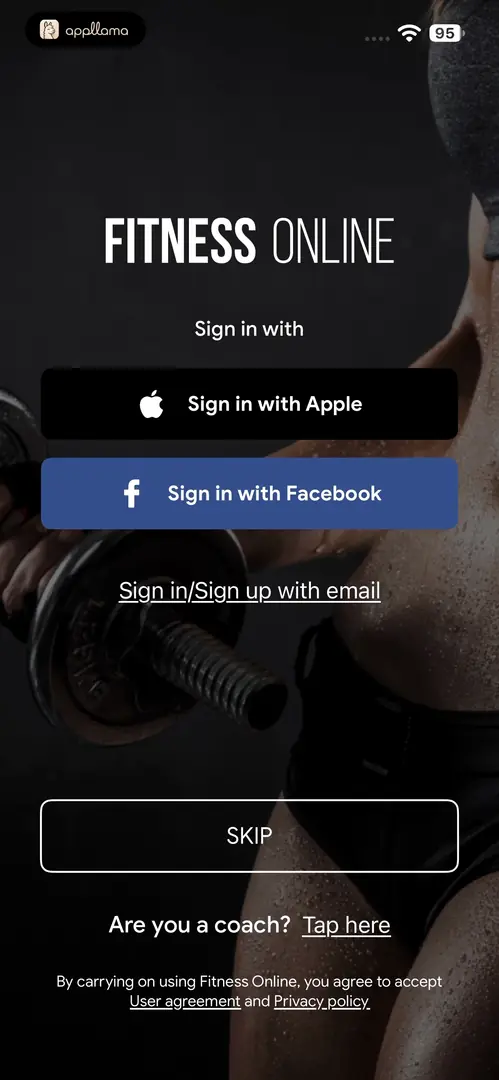 appllama
95
FITNESS ONLINE
Sign in with
Sign in with Apple
Sign in with Facebook
Sign in/Sign up with email
SKIP
Are you a coach? Tap here
By carrying on using Fitness Online, you agree to accept
User agreement and Privacy policy